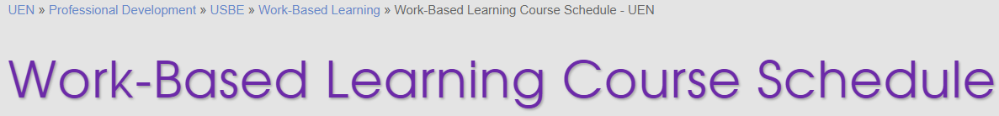 UEN » Professional Development » USBE » Work-Based Learning » Work-Based Learning Course Schedule - UEN
Work-Based Learning Course Schedule